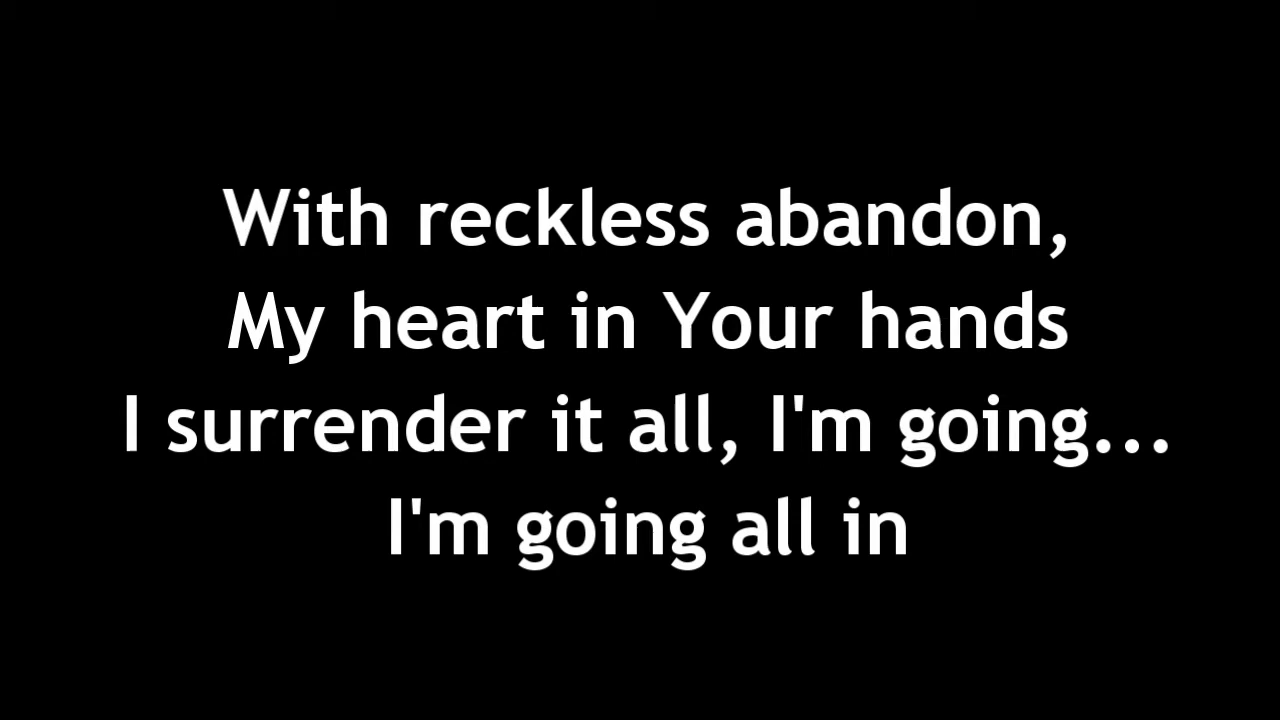 With reckless abandon,
My heart in Your hands
I surrender it all, I'm going...
I'm going all in